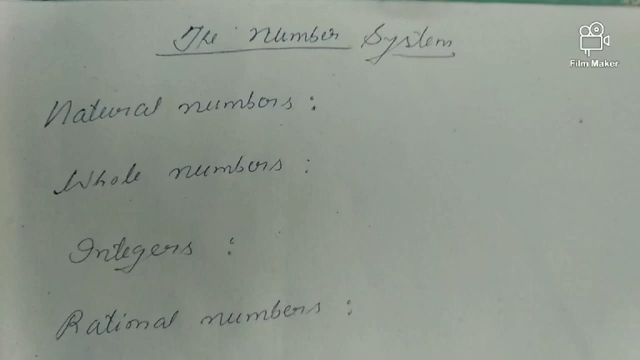 The Number System
Film Maker
Natural numbers :
Whole numbers :
Integers :
Rational numbers :